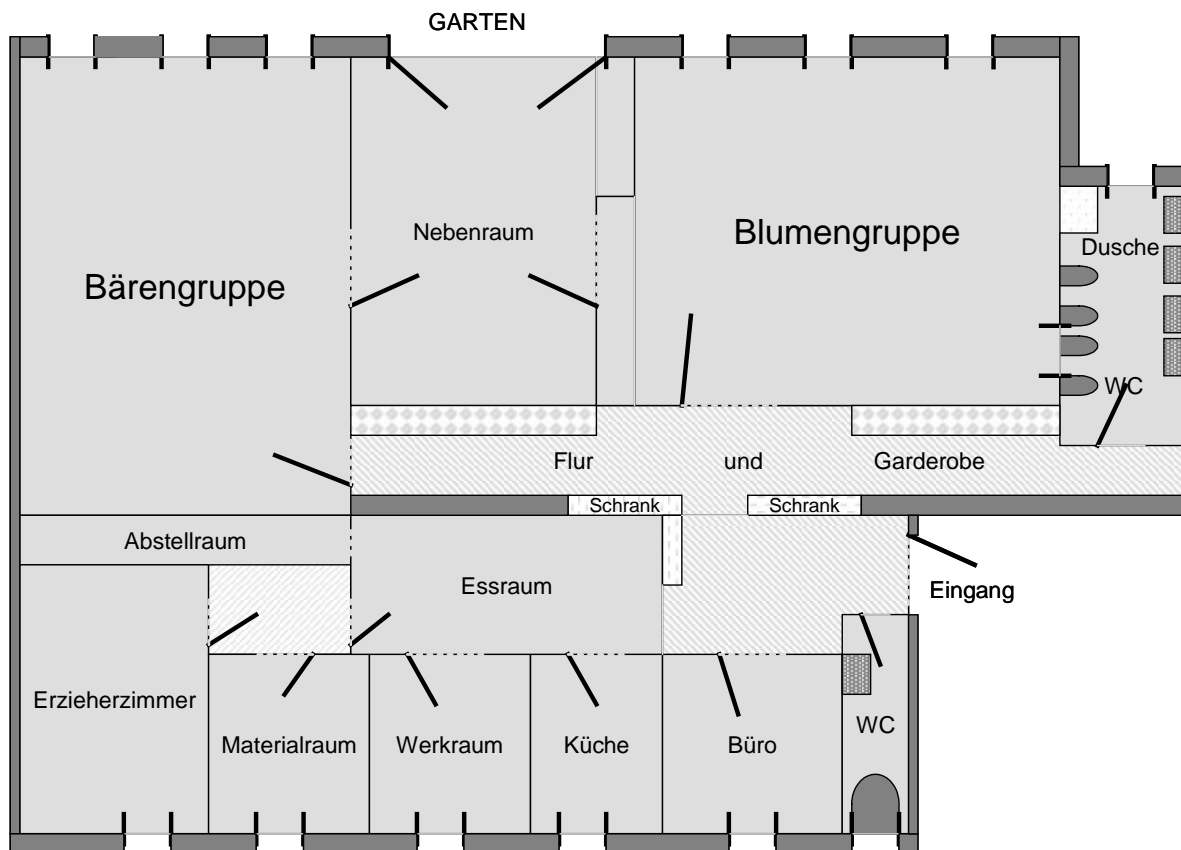 GARTEN
Nebenraum
Blumengruppe
Dusche
Bärengruppe
WC
Flur und Garderobe
Schrank
Schrank
Abstellraum
Essraum
Eingang
Erzieherzimmer
WC
Materialraum
Werkraum
Küche
Büro